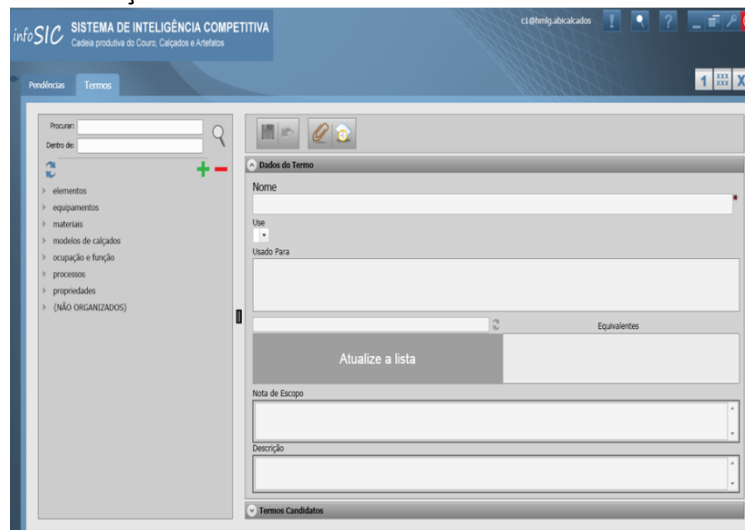 infoSIC SISTEMA DE INTELIGÊNCIA COMPETITIVA
Cadeia produtiva do Couro, Calçados e Artefatos
c1@hmlg.abicalcados
Pendências Termos
Procurar:
Dentro de:
elementos
equipamentos
materiais
modelos de calçados
ocupação e função
processos
propriedades
(NÃO ORGANIZADOS)
Dados do Termo
Nome
Use
Usado Para
Equivalentes
Atualize a lista
Nota de Escopo
Descrição
Termos Candidatos